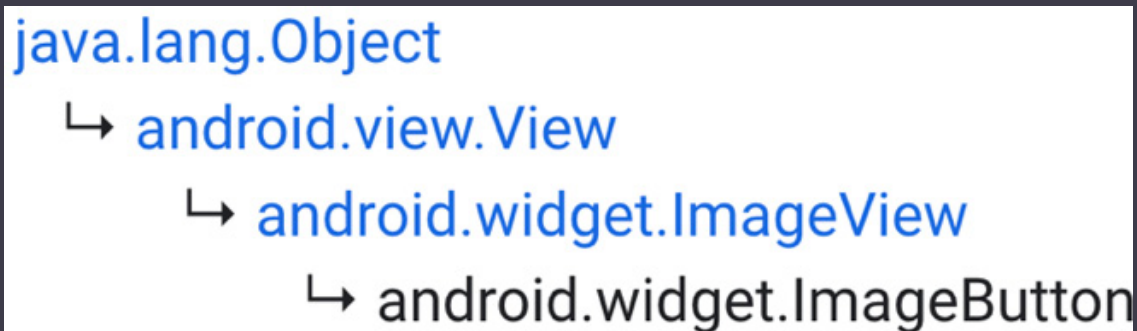 java.lang.Object
↳ android.view.View
↳ android.widget.ImageView
↳ android.widget.ImageButton